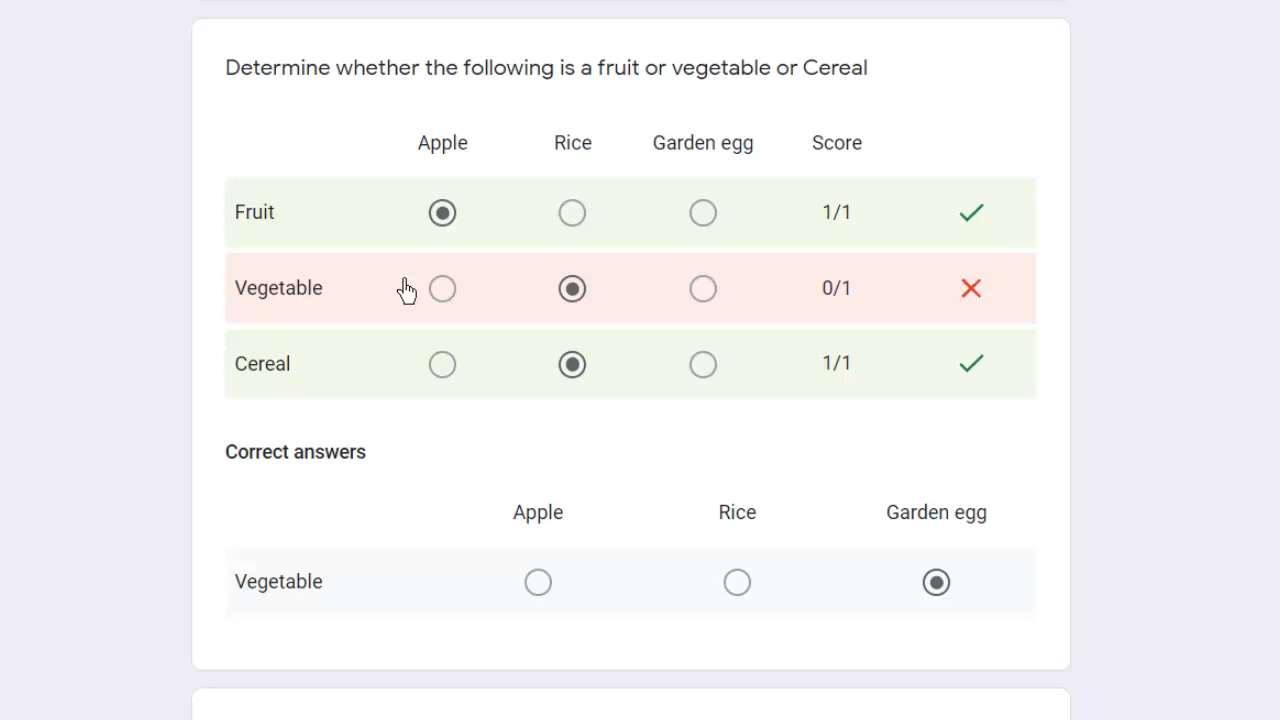 Determine whether the following is a fruit or vegetable or Cereal
Apple Rice Garden egg Score
Fruit 1/1
Vegetable 0/1
Cereal 1/1
Correct answers
Apple Rice Garden egg
Vegetable